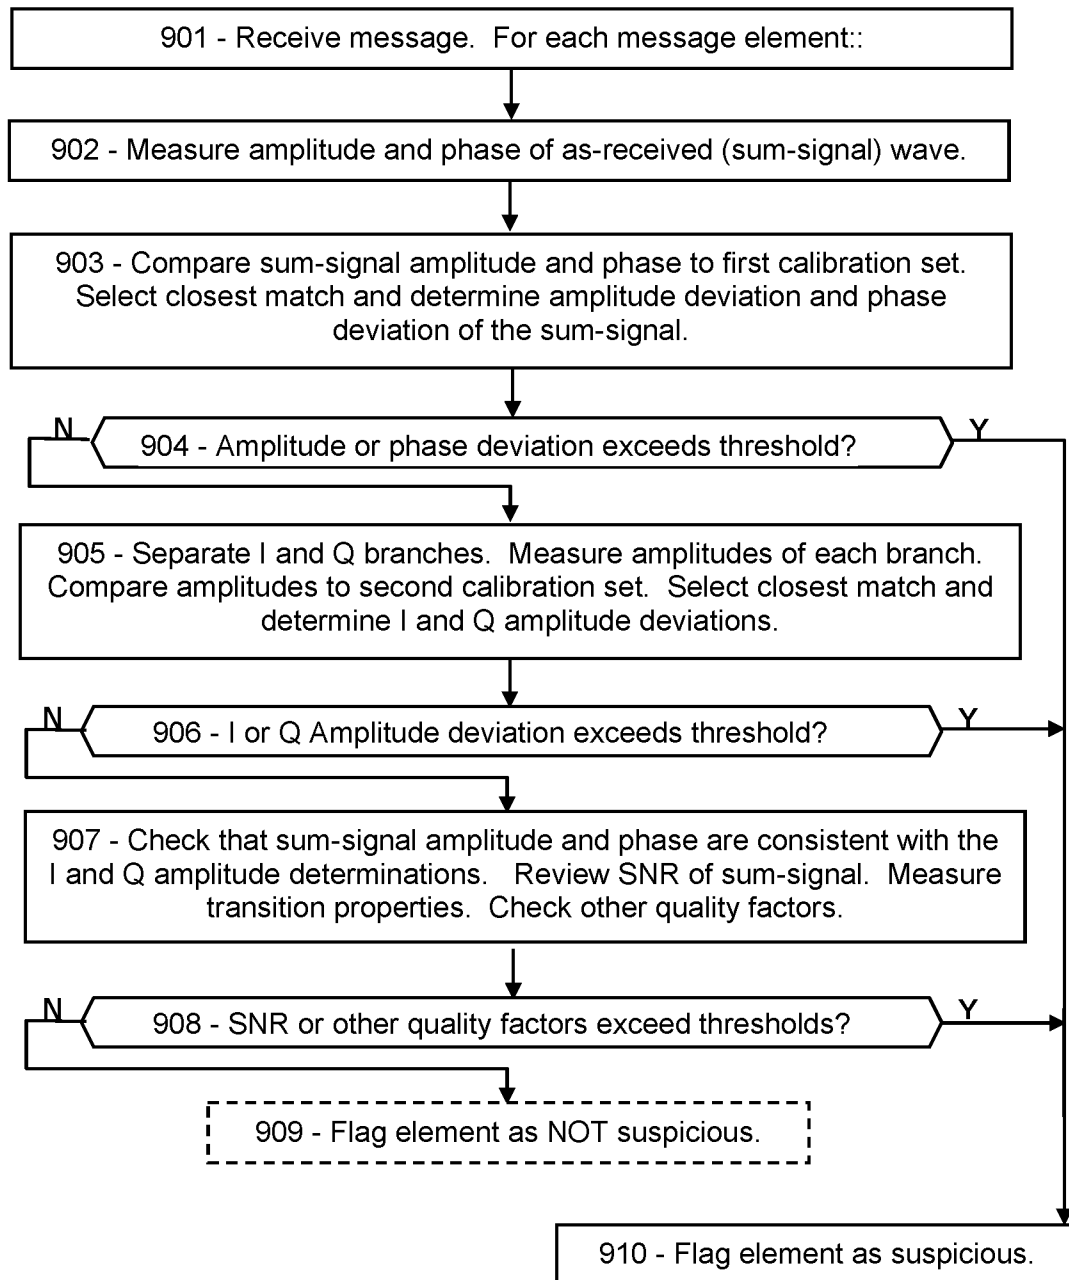 901 - Receive message.  For each message element::
902 - Measure amplitude and phase of as-received (sum-signal) wave.
903 - Compare sum-signal amplitude and phase to first calibration set.
Select closest match and determine amplitude deviation and phase
deviation of the sum-signal.
N
904 - Amplitude or phase deviation exceeds threshold?
Y
905 - Separate I and Q branches.  Measure amplitudes of each branch.
Compare amplitudes to second calibration set.  Select closest match and
determine I and Q amplitude deviations.
N
906 - I or Q Amplitude deviation exceeds threshold?
Y
907 - Check that sum-signal amplitude and phase are consistent with the
I and Q amplitude determinations.   Review SNR of sum-signal.  Measure
transition properties.  Check other quality factors.
N
908 - SNR or other quality factors exceed thresholds?
Y
909 - Flag element as NOT suspicious.
910 - Flag element as suspicious.